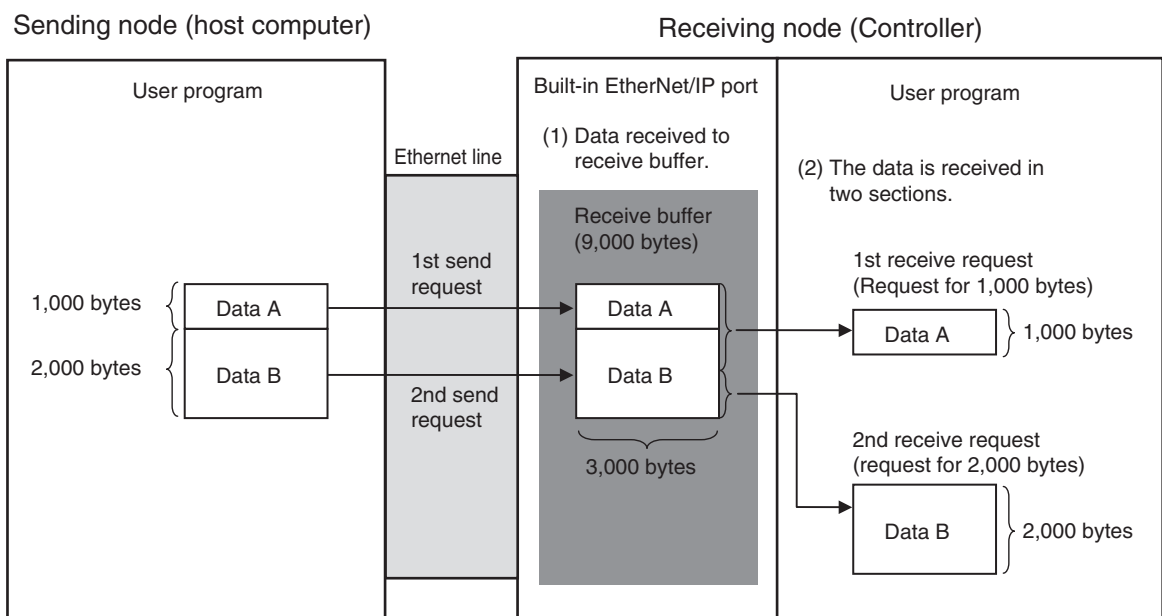 Sending node (host computer)
Receiving node (Controller)
User program
1,000 bytes
2,000 bytes
Data A
Data B
Ethernet line
1st send
request
2nd send
request
Built-in EtherNet/IP port
(1) Data received to
receive buffer.
Receive buffer
(9,000 bytes)
Data A
Data B
3,000 bytes
User program
(2) The data is received in
two sections.
1st receive request
(Request for 1,000 bytes)
Data A
1,000 bytes
2nd receive request
(request for 2,000 bytes)
Data B
2,000 bytes